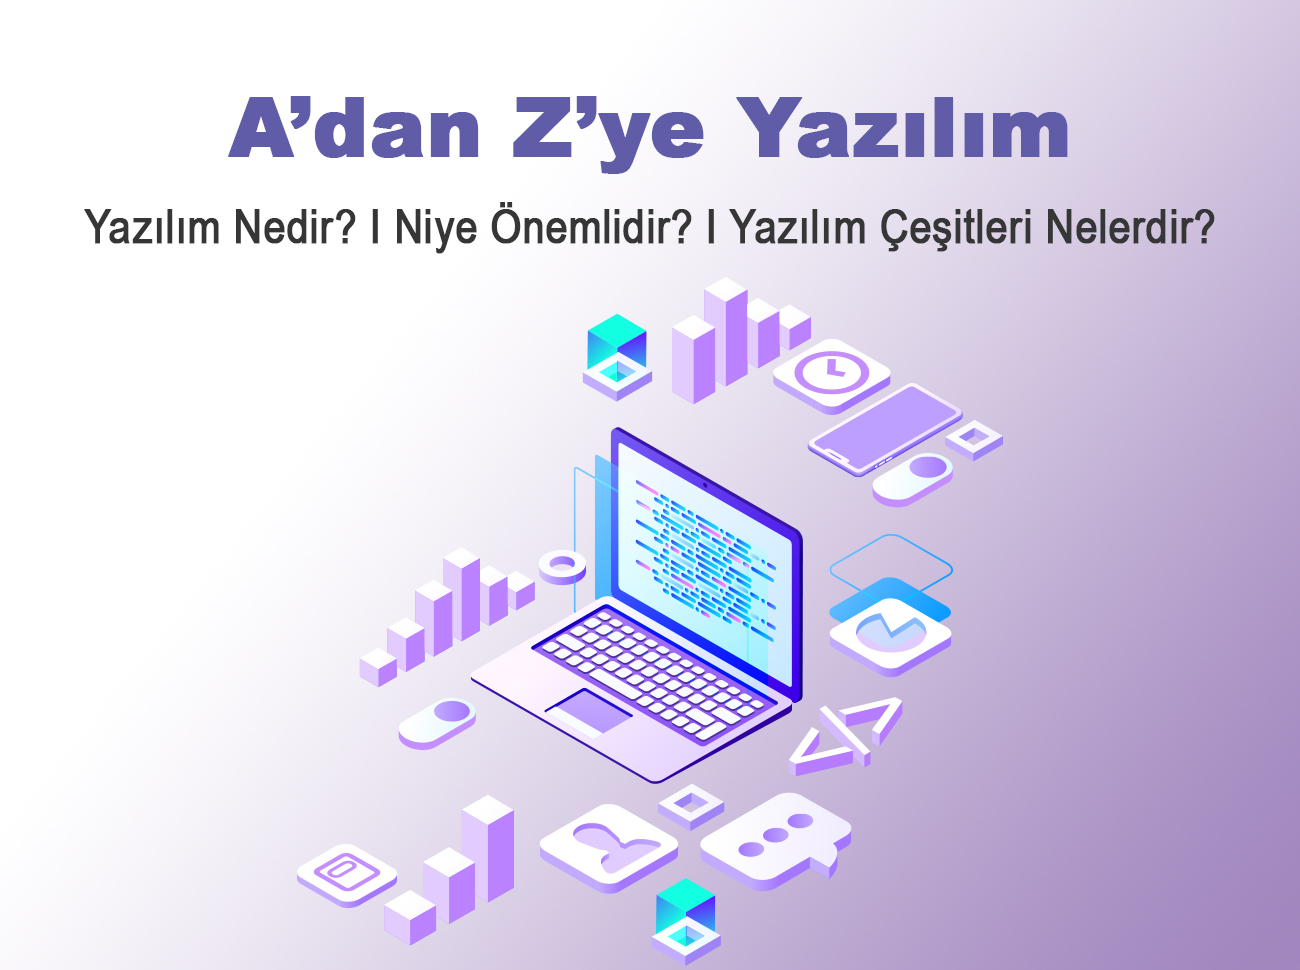 A’dan Z’ye Yazılım
Yazılım Nedir? I Niye Önemlidir? I Yazılım Çeşitleri Nelerdir?